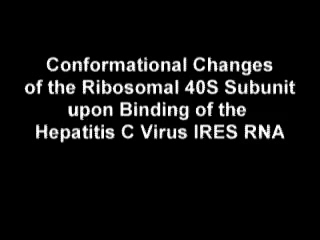 Conformational Changes
of the Ribosomal 40S Subunit
upon Binding of the
Hepatitis C Virus IRES RNA